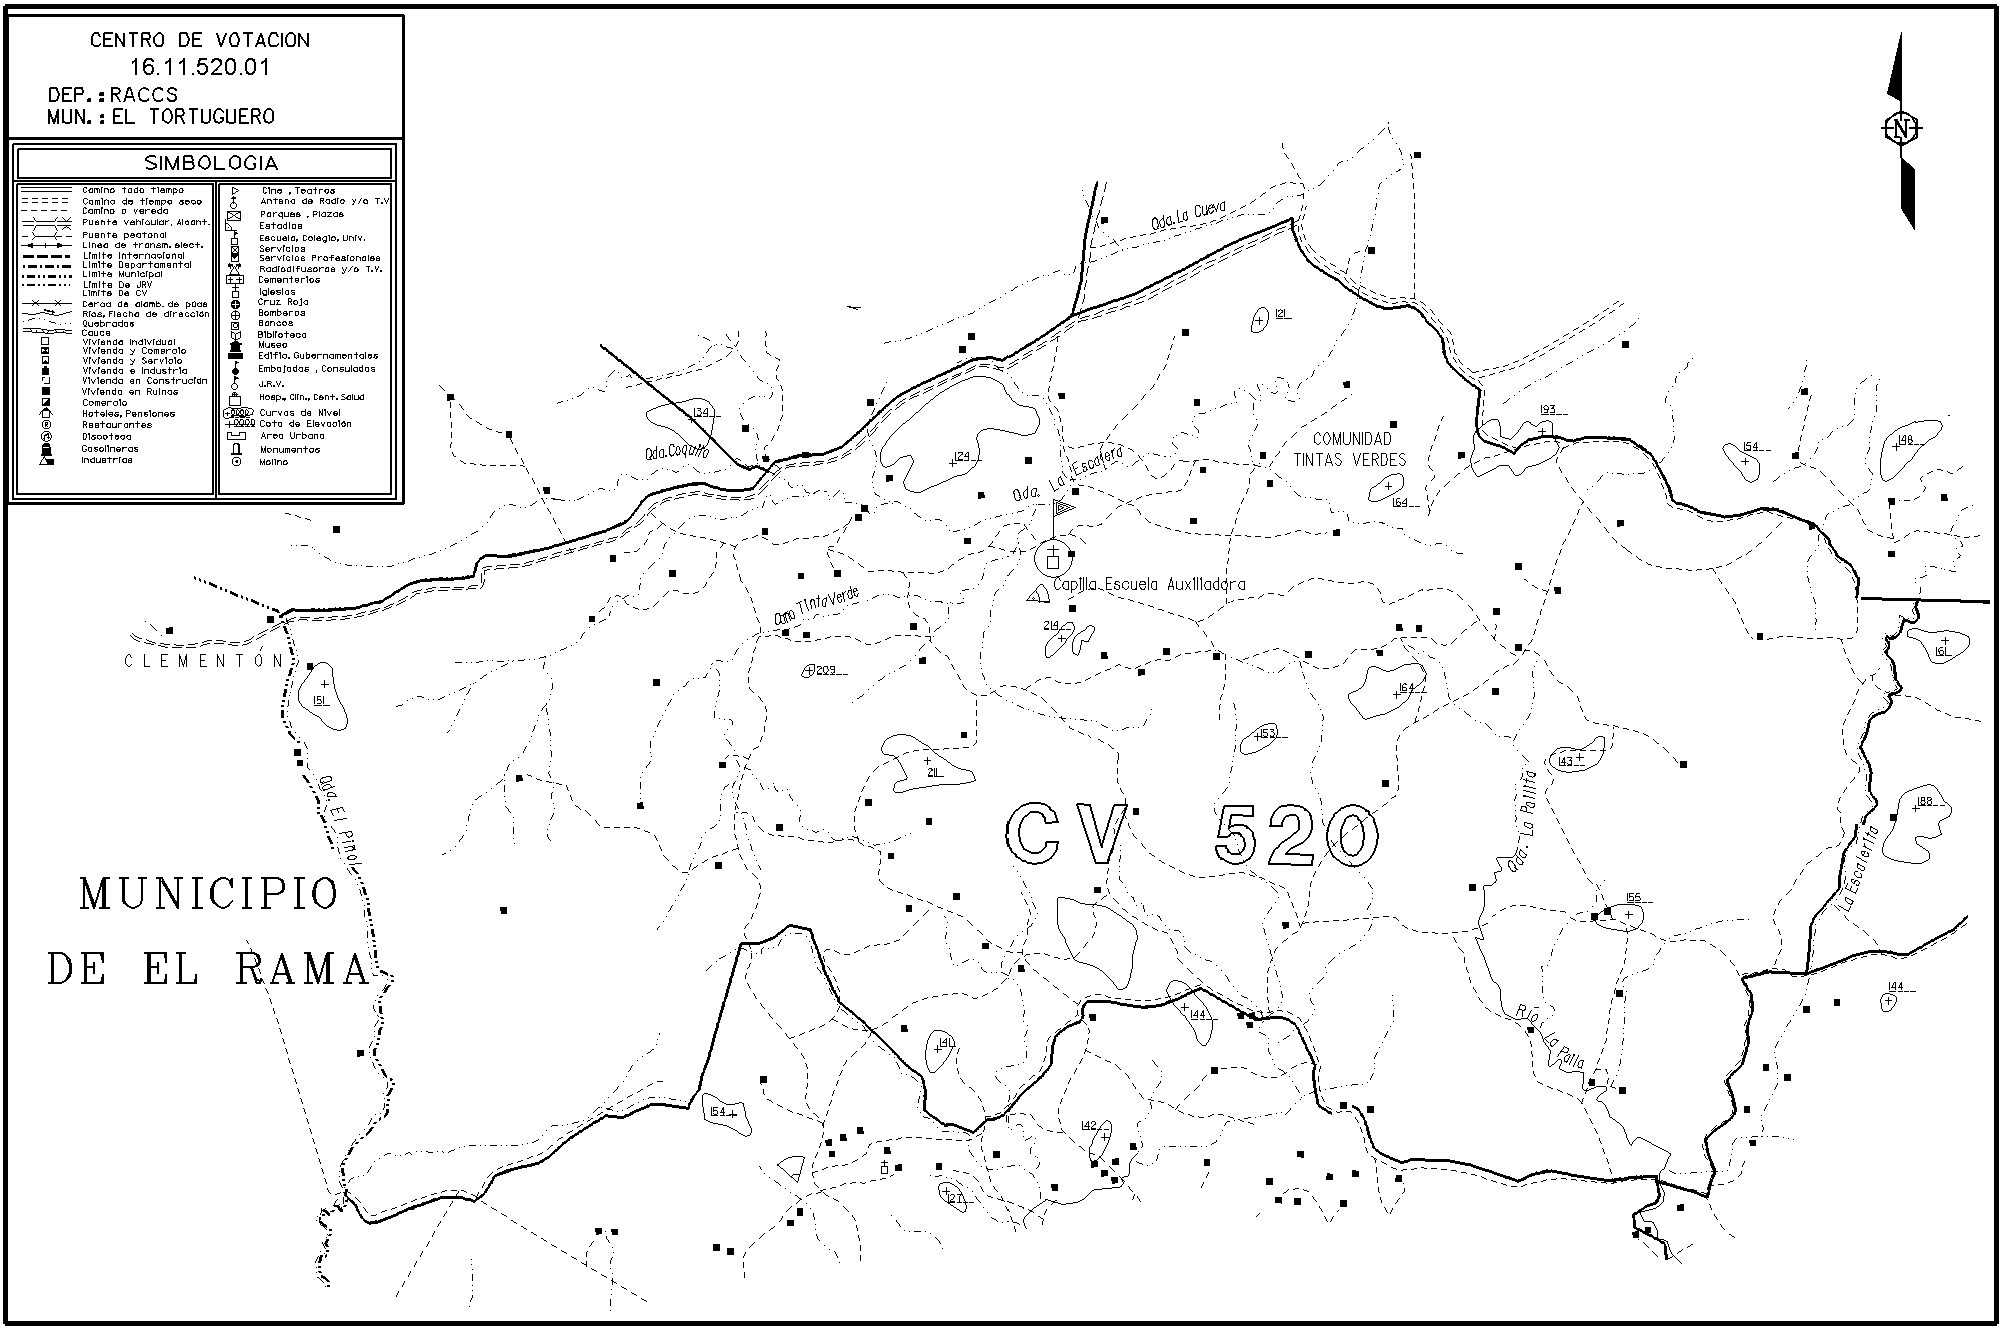 CENTRO DE VOTACION
16.11.520.01
DEP.:RACCS
MUN.:EL TORTUGUERO
SIMBOLOGIA
Camino todo tiempo
Camino de tiempo seco
Camino o vereda
Puente vehicular, Alcant.
Puente peatonal
Linea de transm. elect.
Limite Internacional
Limite Departamental
Limite Municipal
Limite De JRV
Limite De CV
Cerca de alamb. de púas
Rios, Flecha de dirección
Quebradas
Cauce
Vivienda Individual
Vivienda y Comercio
Vivienda y Servicio
Vivienda e Industria
Vivienda en Construcion
Vivienda en Ruinas
Comercio
Hoteles, Pensiones
Restaurantes
Discoteca
Gasolineras
Industrias
Cine , Teatros
Antena de Radio y/o T.V
Parques , Plazas
Estadios
Escuela, Colegio, Univ.
Servicios
Servicios Profesionales
Radiodifusoras y/o T.V.
Cementerios
Iglesias
Cruz Roja
Bomberos
Bancos
Biblioteca
Museo
Edific. Gubernamentales
Embajadas , Consulados
J.R.V.
Hosp., Clin., Cent. Salud
Curvas de Nivel
Cota de Elevación
Area Urbana
Monumentos
Molino
N
Qda. La Cueva
121
134
193
Qda. Coquito
124
Qda. La Escalera
COMUNIDAD
TINTAS VERDES
164
154
148
Capilla Escuela Auxiliadora
Cano Tinta Verde
214
CLEMENTÓN
151
209
164
161
153
211
143
Qda. El Pinol
CV 520
Qda. La Pallita
188
La Escalerita
MUNICIPIO
DE EL RAMA
155
144
144
Rio La Palla
141
154
142
127